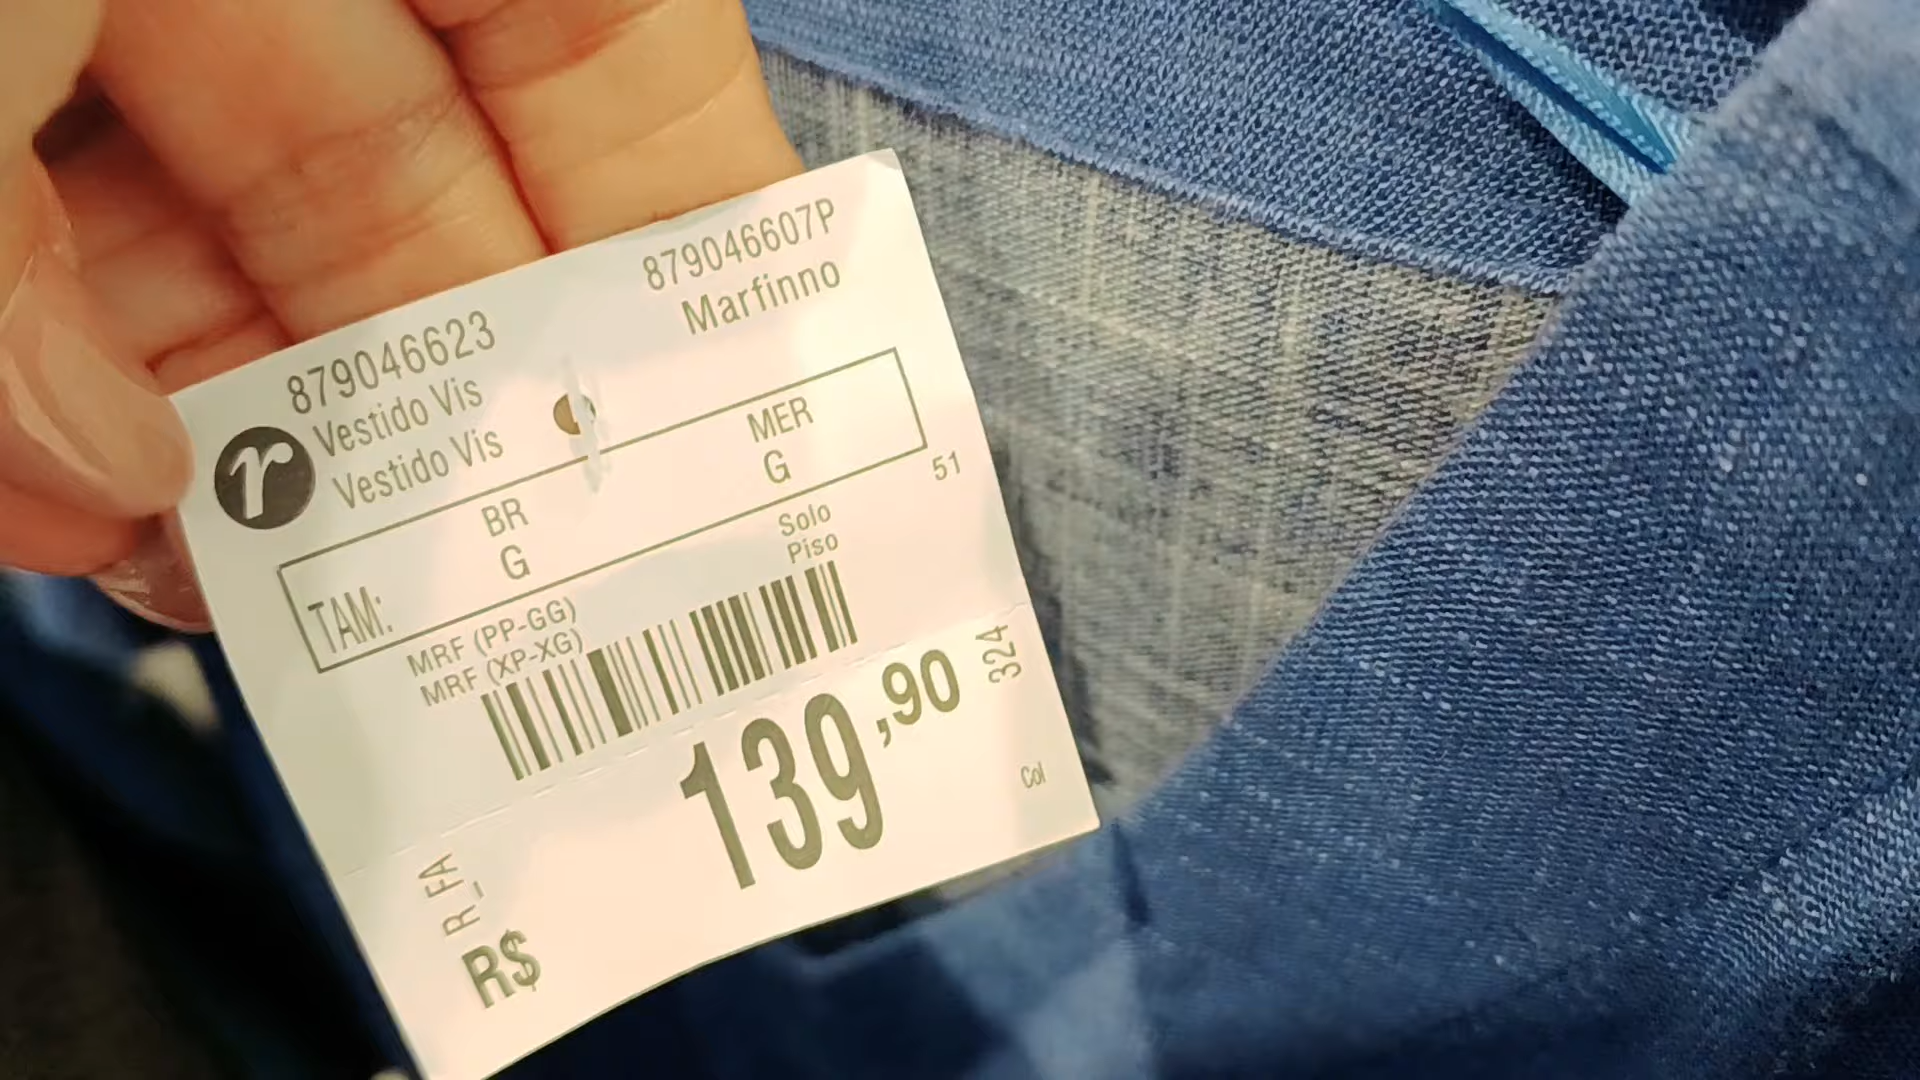 879046607P
Marfinno
879046623
Vestido Vis
Vestido Vis
r
BR MER
TAM: G G
51
Solo
Piso
MRF (PP-GG)
MRF (XP-XG)
324
139,90
Col
R_FA
R$